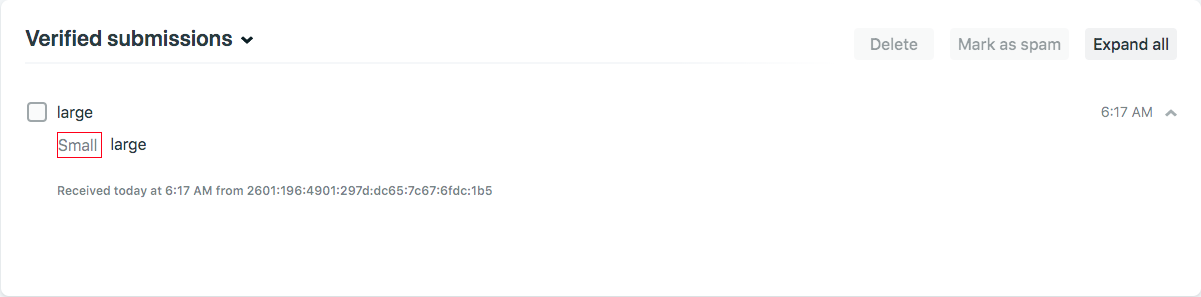 Verified submissions
Delete Mark as spam Expand all
large 6:17 AM
Small large
Received today at 6:17 AM from 2601:196:4901:297d:dc65:7c67:6fdc:1b5